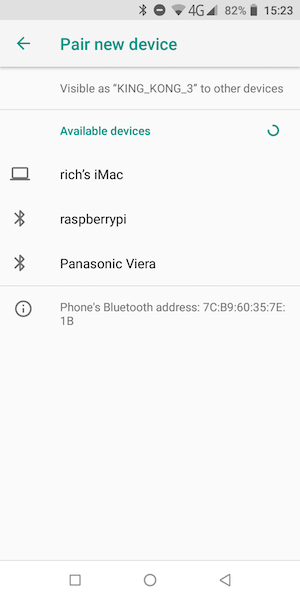 4G 82% 15:23
Pair new device
Visible as “KING_KONG_3” to other devices
Available devices
rich's iMac
raspberrypi
Panasonic Viera
Phone's Bluetooth address: 7C:B9:60:35:7E:
1B